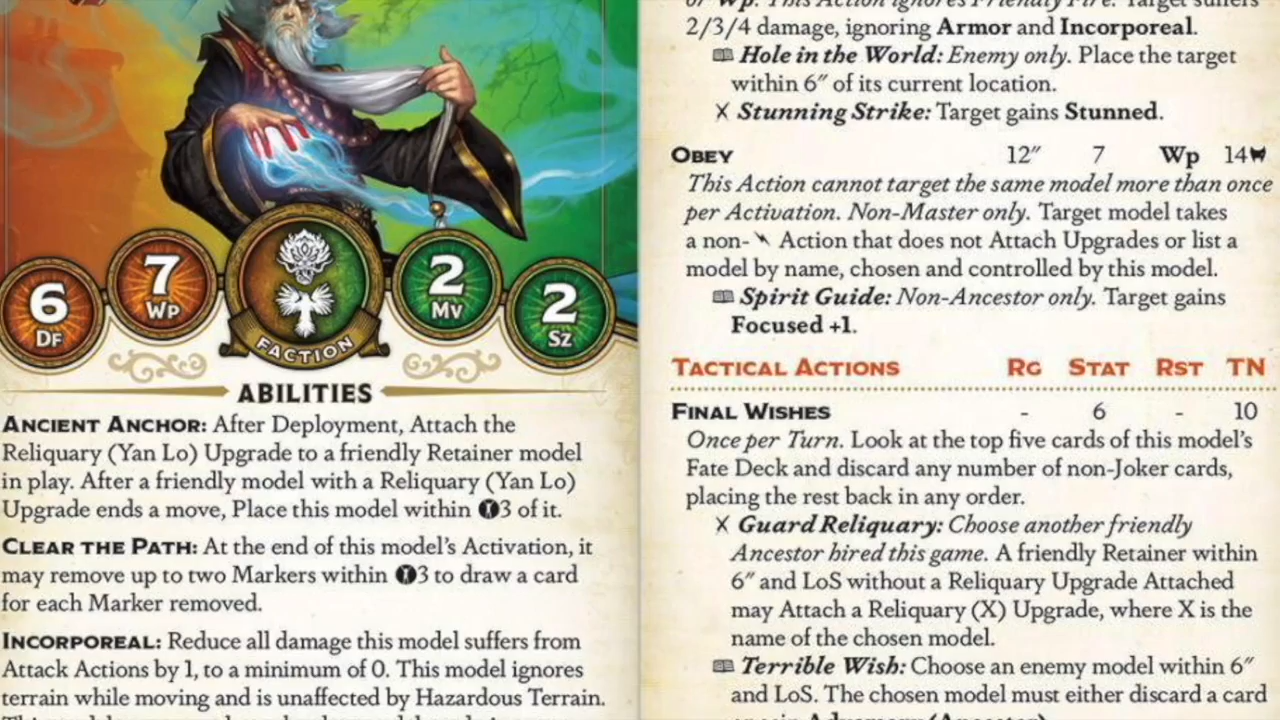 6
DF
7
WP
FACTION
2
MV
2
SZ
ABILITIES
ANCIENT ANCHOR: After Deployment, Attach the
Reliquary (Yan Lo) Upgrade to a friendly Retainer model
in play. After a friendly model with a Reliquary (Yan Lo)
Upgrade ends a move, Place this model within 3 of it.
CLEAR THE PATH: At the end of this model's Activation, it
may remove up to two Markers within 3 to draw a card
for each Marker removed.
INCORPOREAL: Reduce all damage this model suffers from
Attack Actions by 1, to a minimum of 0. This model ignores
terrain while moving and is unaffected by Hazardous Terrain.
or Wp. This Action ignores Friendly Fire. Target suffers
2/3/4 damage, ignoring Armor and Incorporeal.
Hole in the World: Enemy only. Place the target
within 6" of its current location.
Stunning Strike: Target gains Stunned.
OBEY 12" 7 Wp 14
This Action cannot target the same model more than once
per Activation. Non-Master only. Target model takes
a non- Action that does not Attach Upgrades or list a
model by name, chosen and controlled by this model.
Spirit Guide: Non-Ancestor only. Target gains
Focused +1.
TACTICAL ACTIONS RG STAT RST TN
FINAL WISHES - 6 - 10
Once per Turn. Look at the top five cards of this model's
Fate Deck and discard any number of non-Joker cards,
placing the rest back in any order.
Guard Reliquary: Choose another friendly
Ancestor hired this game. A friendly Retainer within
6" and LoS without a Reliquary Upgrade Attached
may Attach a Reliquary (X) Upgrade, where X is the
name of the chosen model.
Terrible Wish: Choose an enemy model within 6"
and LoS. The chosen model must either discard a card
Adversary (Ancestor)